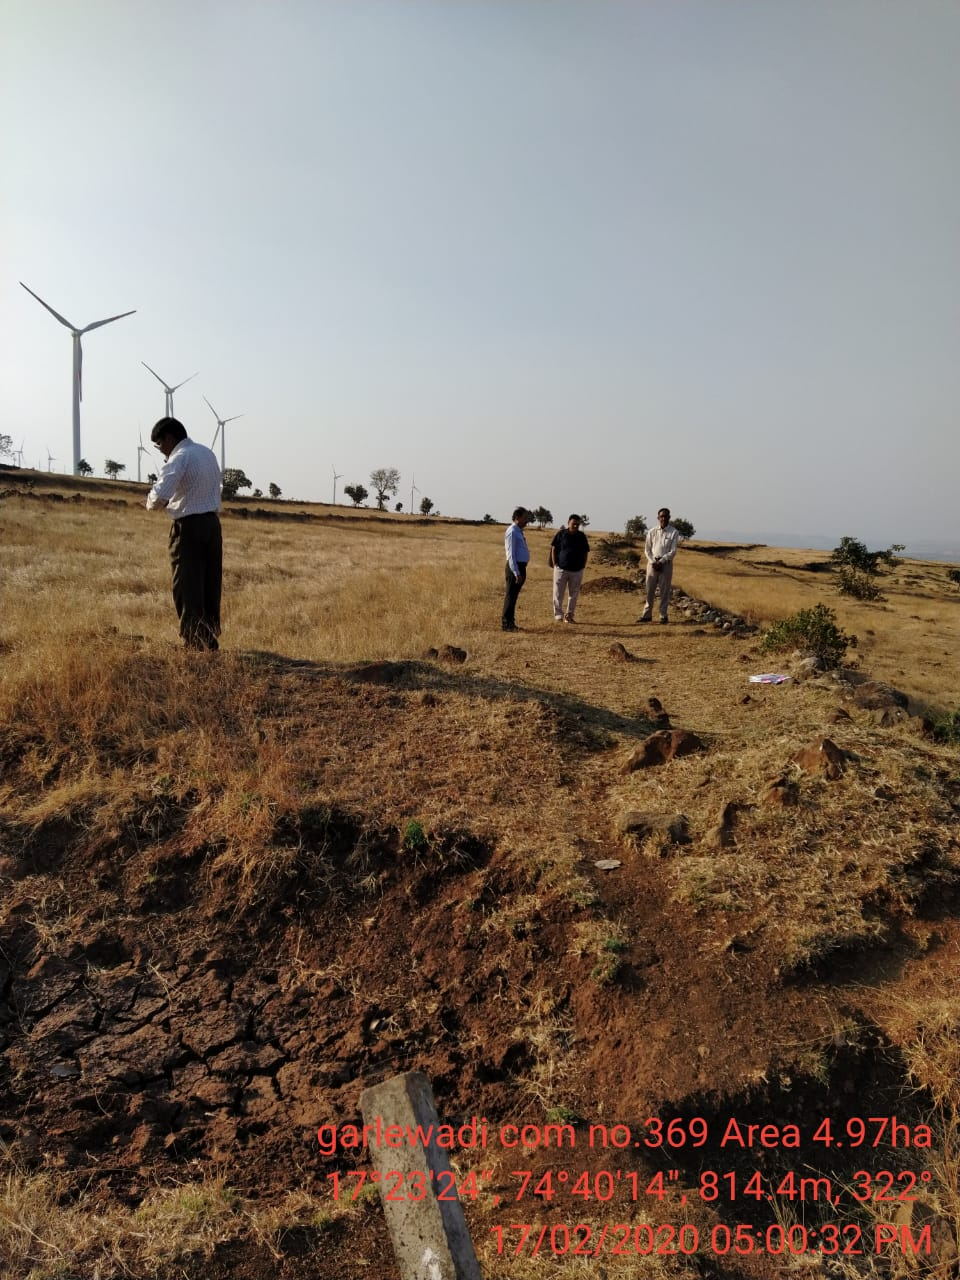 garlewadi com no.369 Area 4.97ha
17°23'24", 74°40'14", 814.4m, 322°
17/02/2020 05:00:32 PM